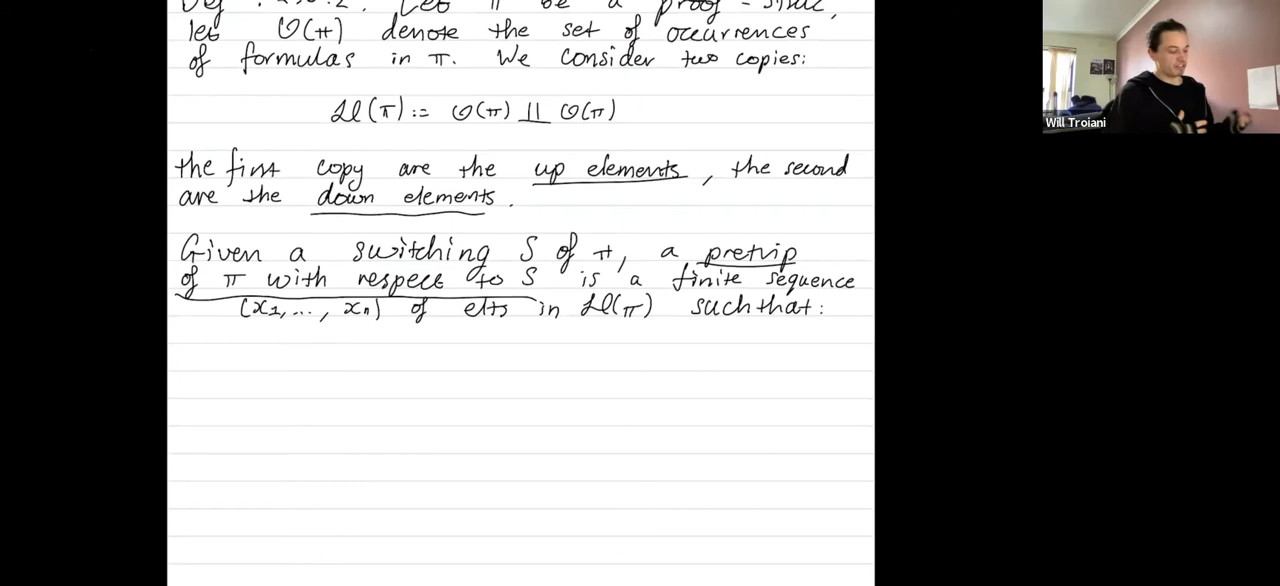 let O(π) denote the set of occurrences
of formulas in π. We consider two copies:
U(π) := O(π) ⨿ O(π)
the first copy are the up elements, the second
are the down elements.
Given a switching S of π, a pretrip
of π with respect to S is a finite sequence
(x1,..., xn) of elts in U(π) such that:
Will Troiani